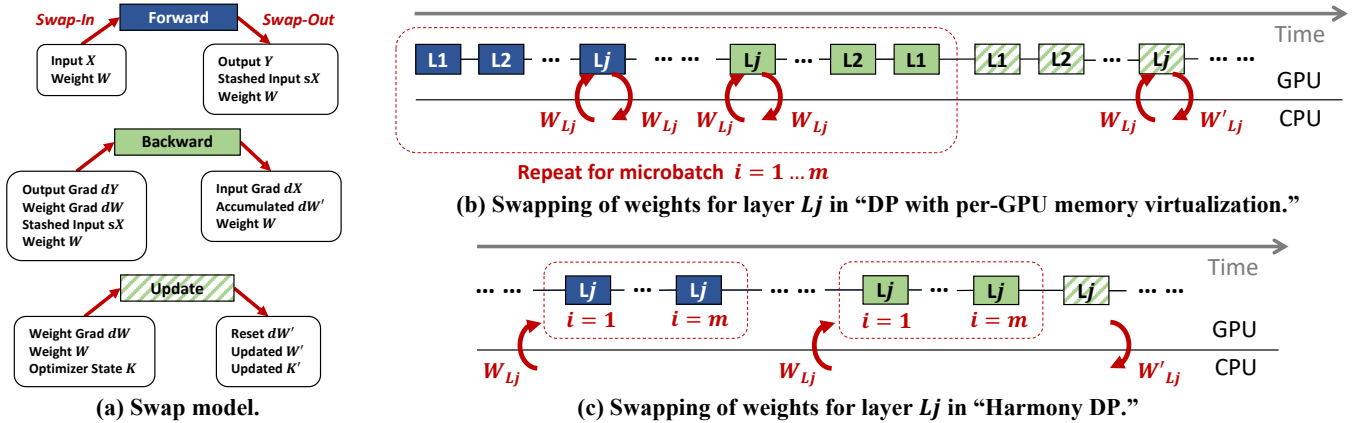 Swap-In
Forward
Swap-Out
Input X
Weight W
Output Y
Stashed Input sX
Weight W
Backward
Output Grad dY
Weight Grad dW
Stashed Input sX
Weight W
Input Grad dX
Accumulated dW'
Weight W
Update
Weight Grad dW
Weight W
Optimizer State K
Reset dW'
Updated W'
Updated K'
(a) Swap model.
Time
L1 L2 ... Lj ... ... Lj ... L2 L1 L1 L2 ... Lj ... ...
GPU
CPU
W_Lj W_Lj W_Lj W_Lj W_Lj W'_Lj
Repeat for microbatch i = 1 ... m
(b) Swapping of weights for layer Lj in “DP with per-GPU memory virtualization.”
Time
... ... Lj ... Lj ... ... Lj ... Lj Lj ... ...
i = 1 i = m i = 1 i = m
GPU
CPU
W_Lj W_Lj W'_Lj
(c) Swapping of weights for layer Lj in “Harmony DP.”